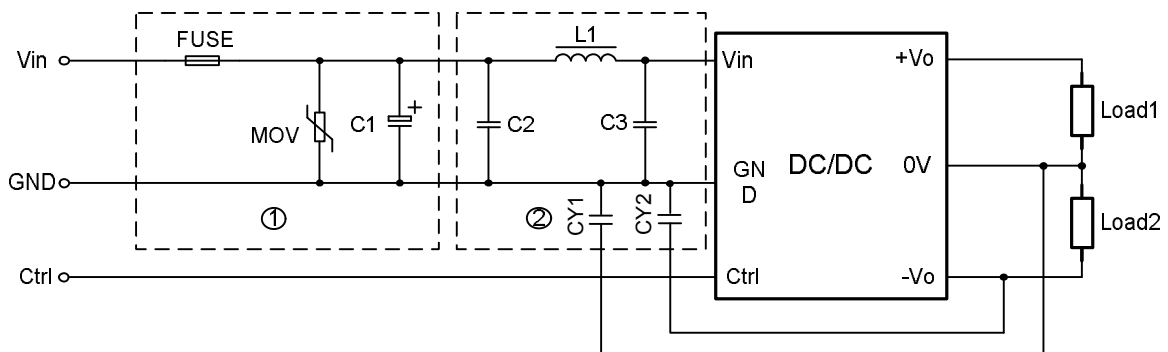 FUSE
L1
Vin
Vin
+Vo
MOV
C1
+
C2
C3
Load1
GND
GN
D
DC/DC
0V
①
②
CY1
CY2
Load2
Ctrl
Ctrl
-Vo